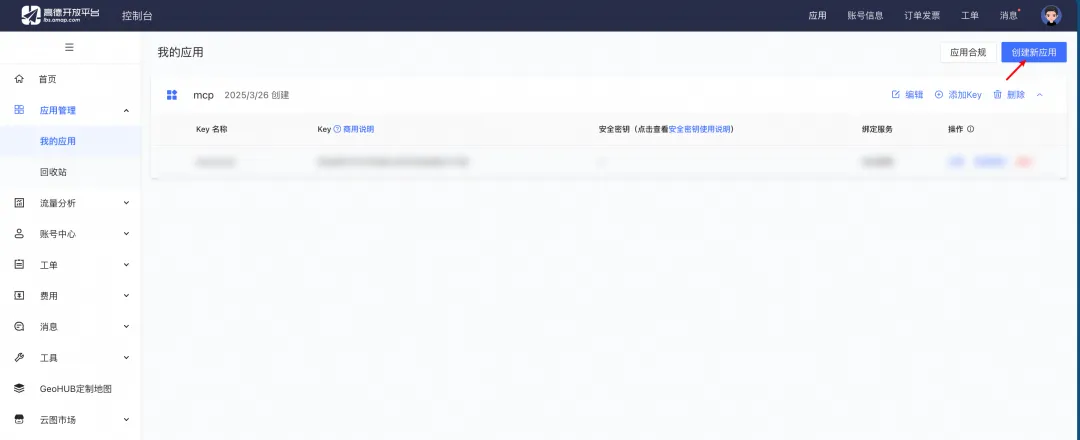 高德开放平台 控制台 应用 账号信息 订单发票 工单 消息
lbs.amap.com
我的应用 应用合规 创建新应用
首页
应用管理
我的应用
回收站
流量分析
账号中心
工单
费用
消息
工具
GeoHUB定制地图
云图市场
mcp 2025/3/26 创建 编辑 添加Key 删除
Key 名称 Key 商用说明 安全密钥（点击查看安全密钥使用说明） 绑定服务 操作